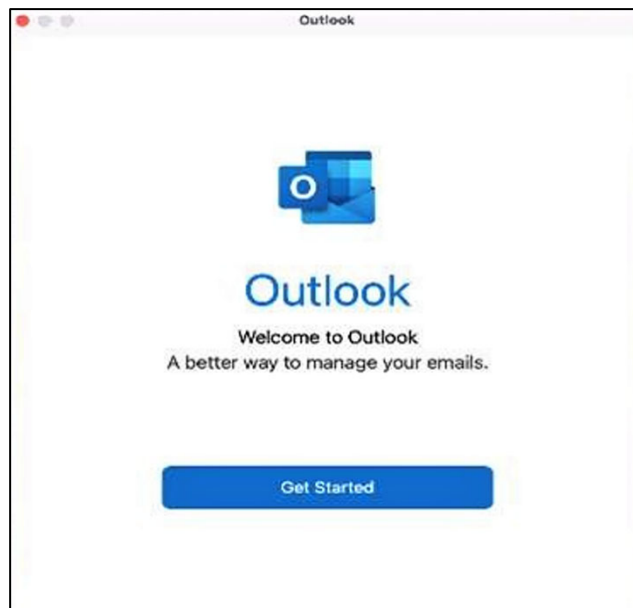 Outlook
O
Outlook
Welcome to Outlook
A better way to manage your emails.
Get Started